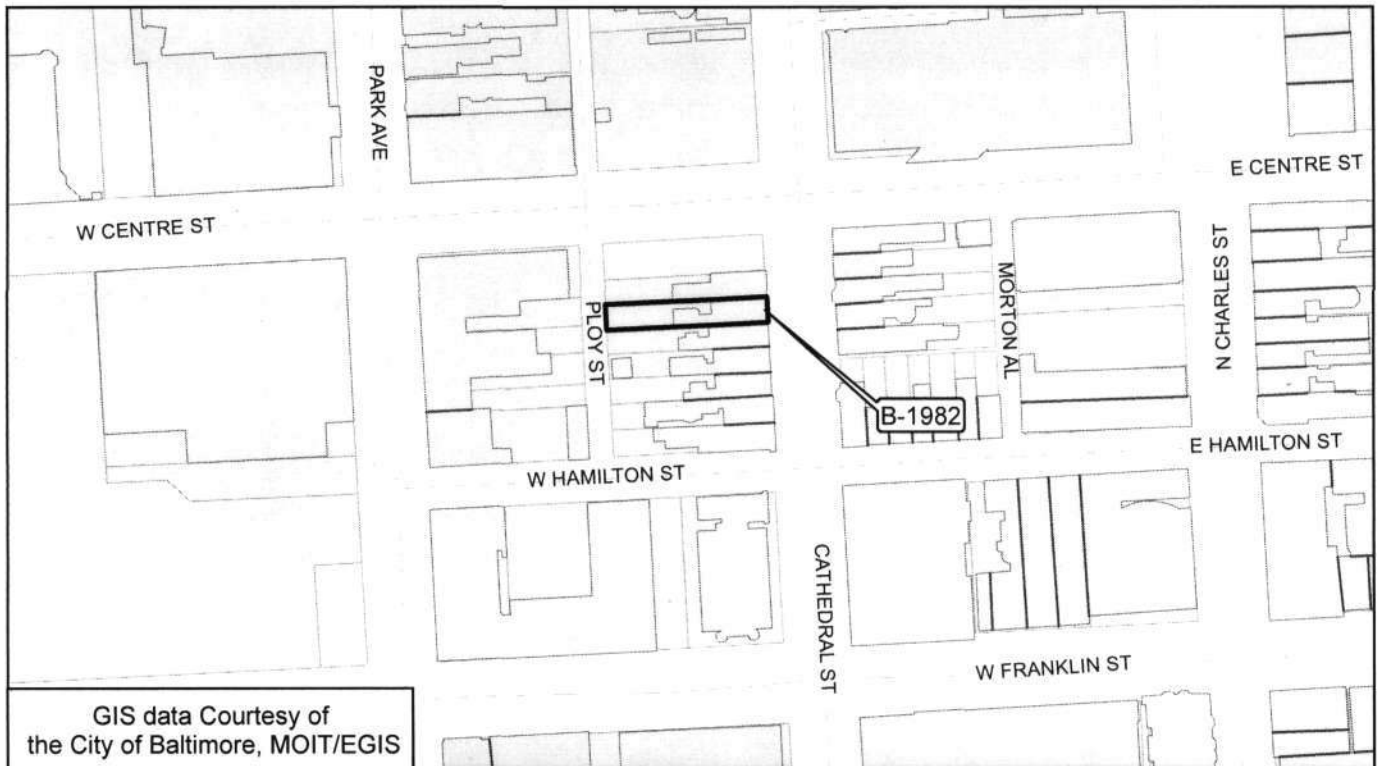 PARK AVE
E CENTRE ST
W CENTRE ST
N CHARLES ST
MORTON AL
PLOY ST
B-1982
E HAMILTON ST
W HAMILTON ST
CATHEDRAL ST
W FRANKLIN ST
GIS data Courtesy of
the City of Baltimore, MOIT/EGIS